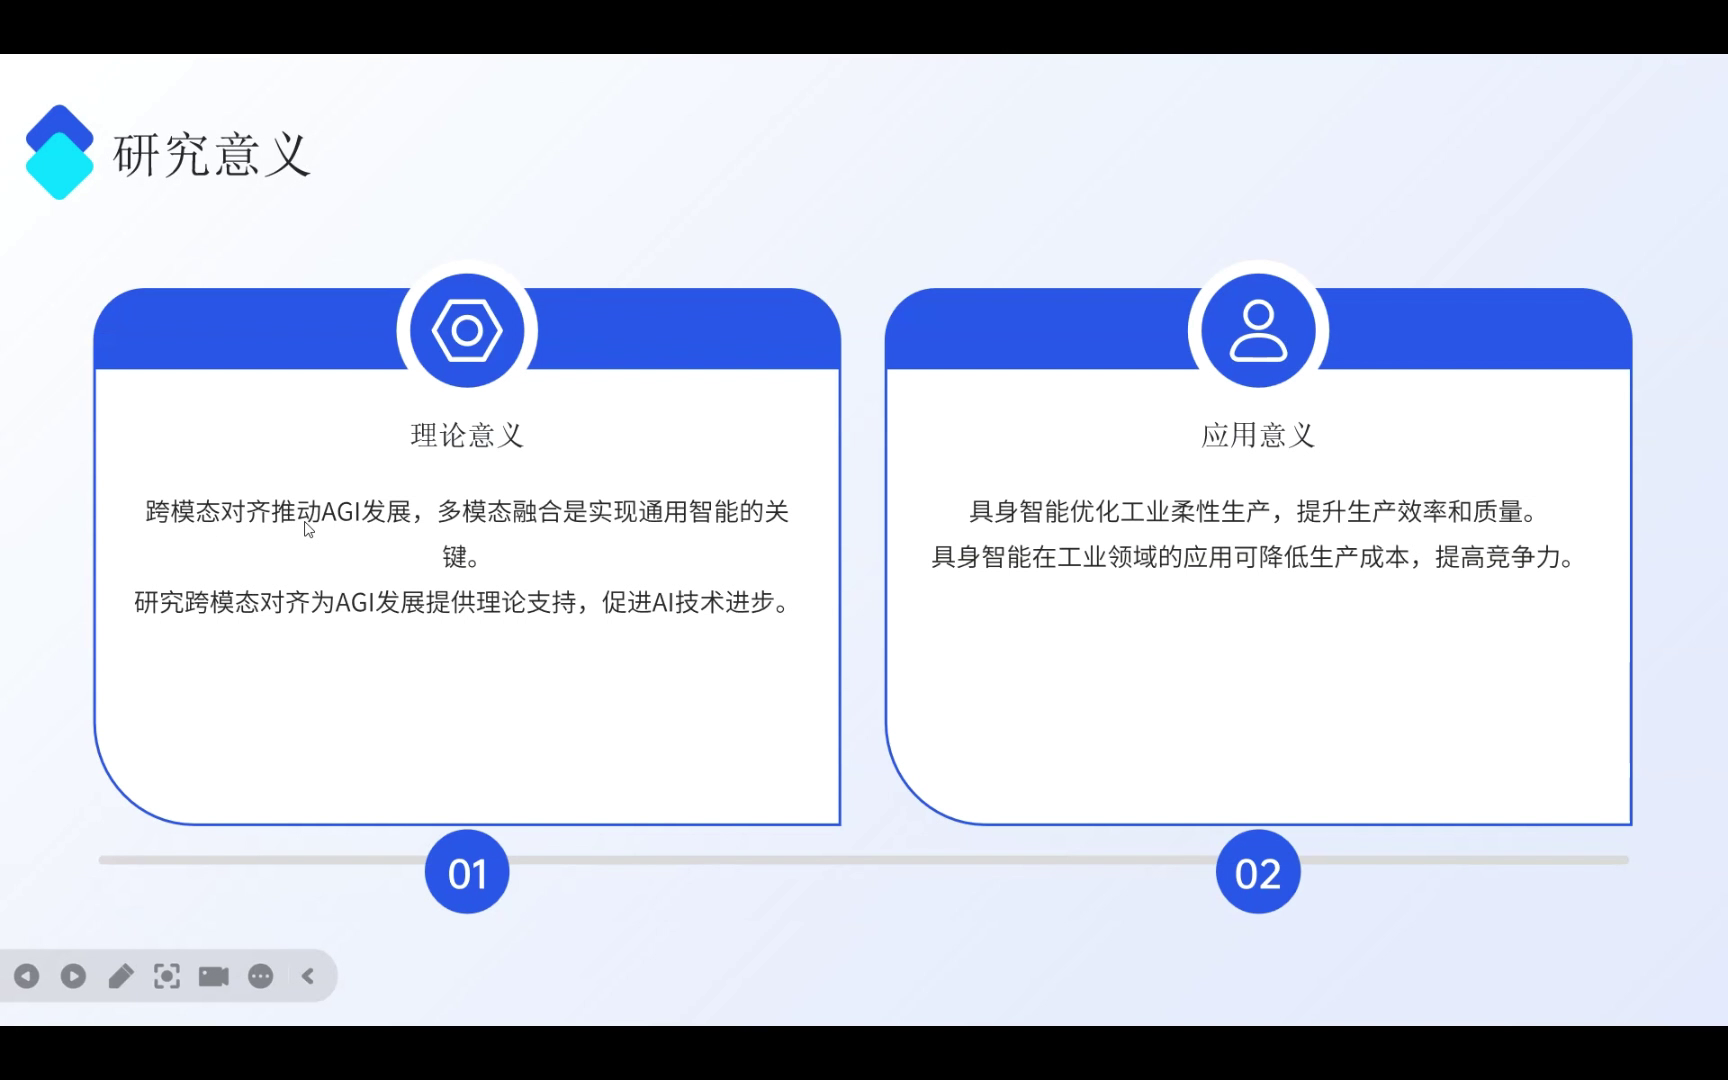 研究意义
理论意义
跨模态对齐推动AGI发展，多模态融合是实现通用智能的关
键。
研究跨模态对齐为AGI发展提供理论支持，促进AI技术进步。
01
应用意义
具身智能优化工业柔性生产，提升生产效率和质量。
具身智能在工业领域的应用可降低生产成本，提高竞争力。
02